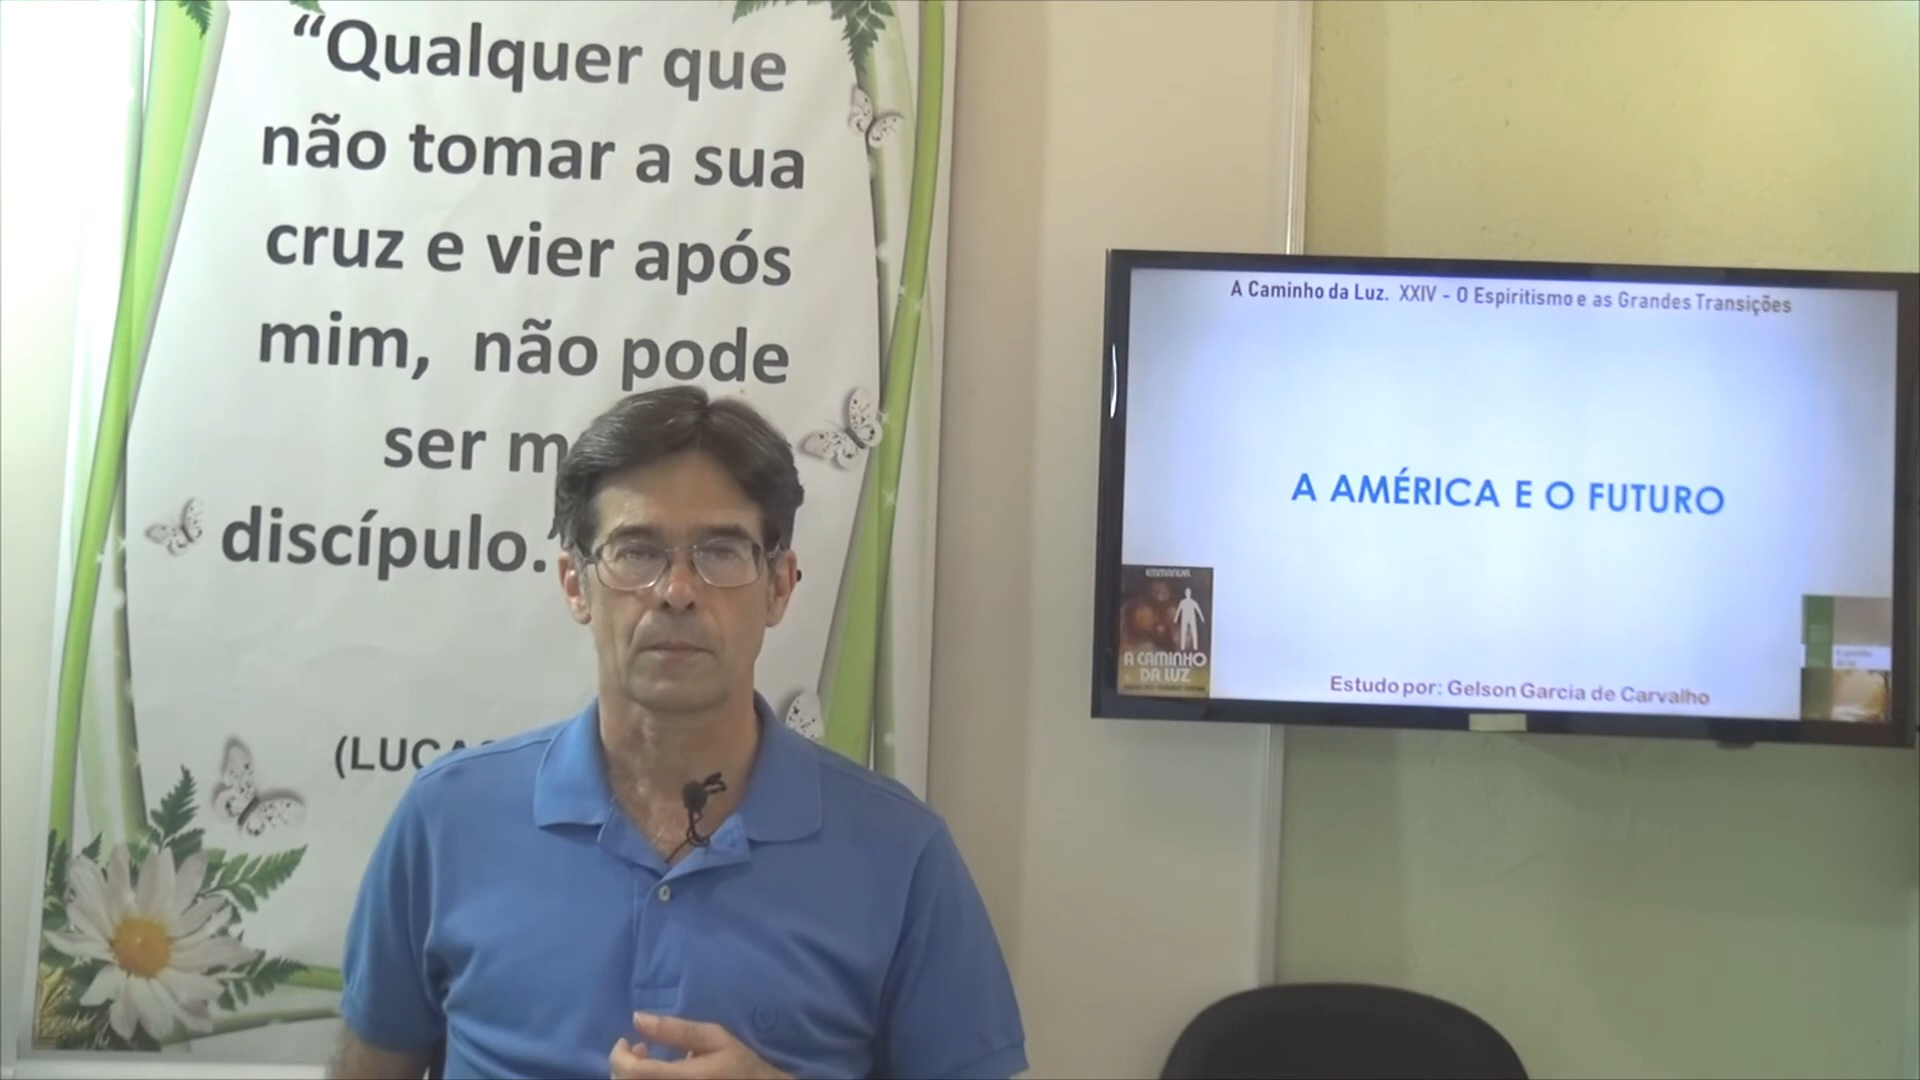 “Qualquer que
não tomar a sua
cruz e vier após
mim, não pode
ser m
discípulo.”
(LUCAS
A Caminho da Luz. XXIV - O Espiritismo e as Grandes Transições
A AMÉRICA E O FUTURO
EMMANUEL
A CAMINHO
DA LUZ
Estudo por: Gelson Garcia de Carvalho